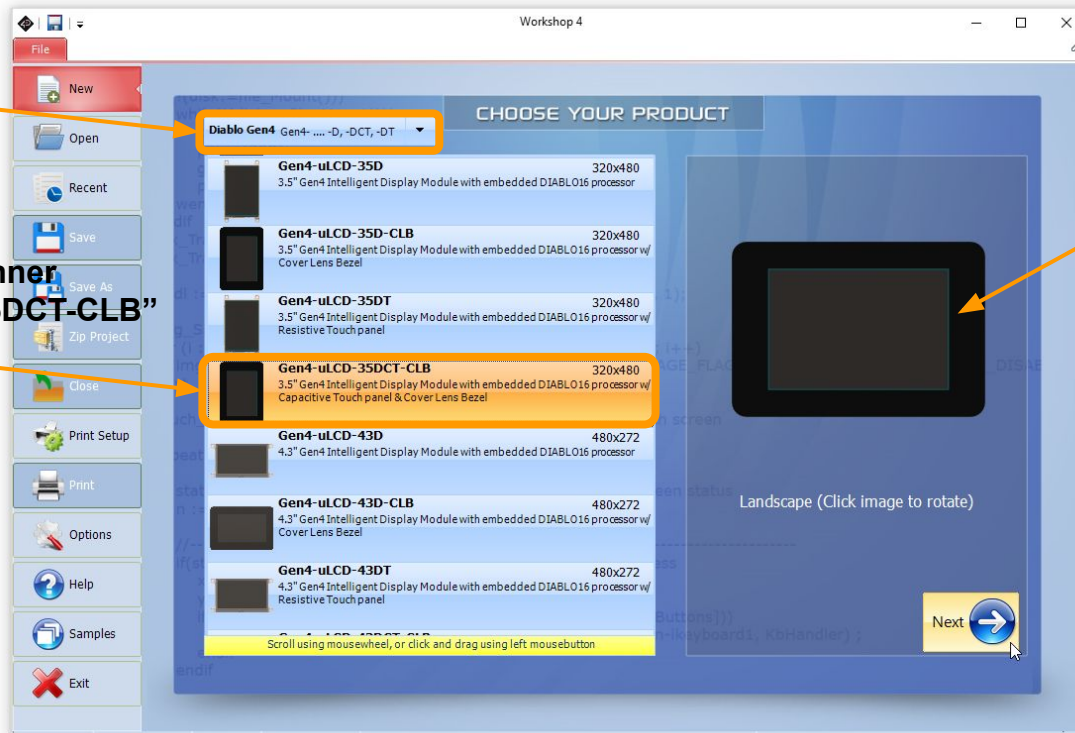 Workshop 4
File
New
Open
Recent
Save
Save As
Zip Project
Close
Print Setup
Print
Options
Help
Samples
Exit
DCT-CLB”
CHOOSE YOUR PRODUCT
Diablo Gen4 Gen4- .... -D, -DCT, -DT
Gen4-uLCD-35D 320x480
3.5" Gen4 Intelligent Display Module with embedded DIABLO16 processor
Gen4-uLCD-35D-CLB 320x480
3.5" Gen4 Intelligent Display Module with embedded DIABLO16 processor w/
Cover Lens Bezel
Gen4-uLCD-35DT 320x480
3.5" Gen4 Intelligent Display Module with embedded DIABLO16 processor w/
Resistive Touch panel
Gen4-uLCD-35DCT-CLB 320x480
3.5" Gen4 Intelligent Display Module with embedded DIABLO16 processor w/
Capacitive Touch panel & Cover Lens Bezel
Gen4-uLCD-43D 480x272
4.3" Gen4 Intelligent Display Module with embedded DIABLO16 processor
Gen4-uLCD-43D-CLB 480x272
4.3" Gen4 Intelligent Display Module with embedded DIABLO16 processor w/
Cover Lens Bezel
Gen4-uLCD-43DT 480x272
4.3" Gen4 Intelligent Display Module with embedded DIABLO16 processor w/
Resistive Touch panel
Scroll using mousewheel, or click and drag using left mousebutton
Landscape (Click image to rotate)
Next